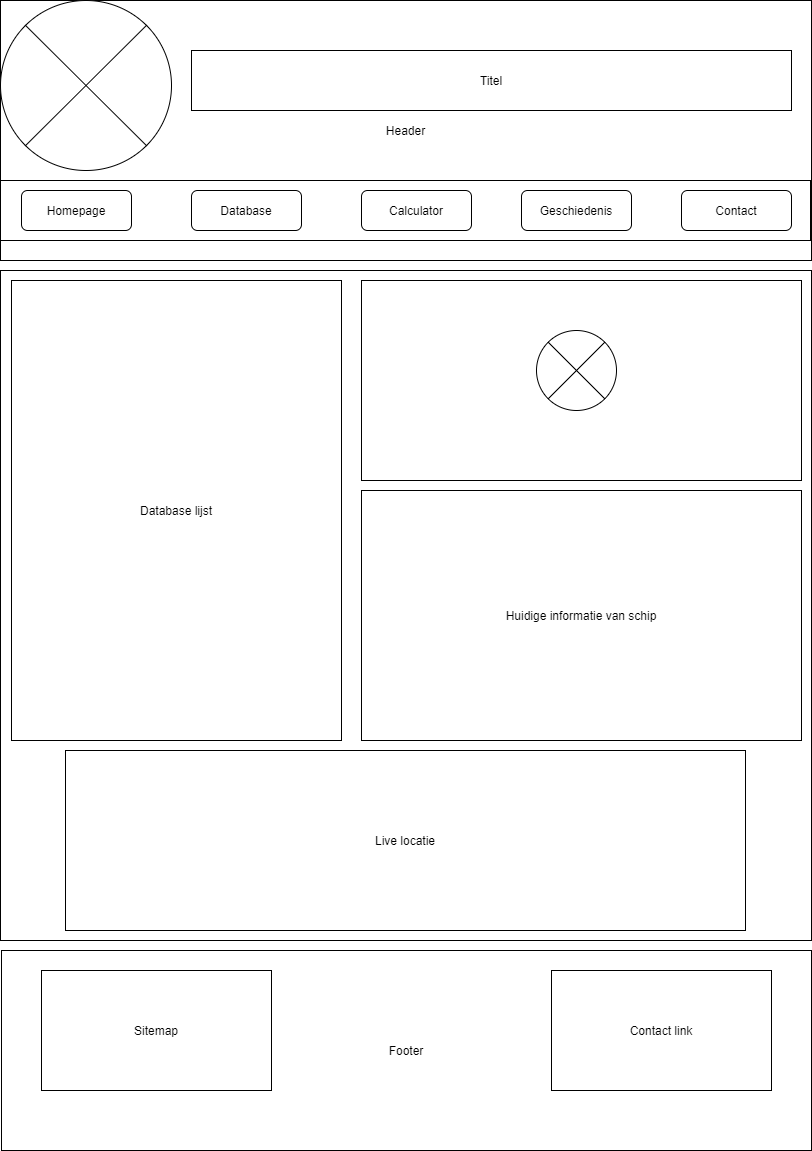 Titel
Header
Homepage
Database
Calculator
Geschiedenis
Contact
Database lijst
Huidige informatie van schip
Live locatie
Sitemap
Footer
Contact link